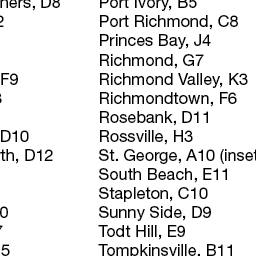 ners, D8
Port Ivory, B5
2
Port Richmond, C8
Princes Bay, J4
Richmond, G7
F9
Richmond Valley, K3
Richmondtown, F6
Rosebank, D11
D10
Rossville, H3
th, D12
St. George, A10 (inset
South Beach, E11
Stapleton, C10
0
Sunny Side, D9
Todt Hill, E9
5
Tompkinsville, B11